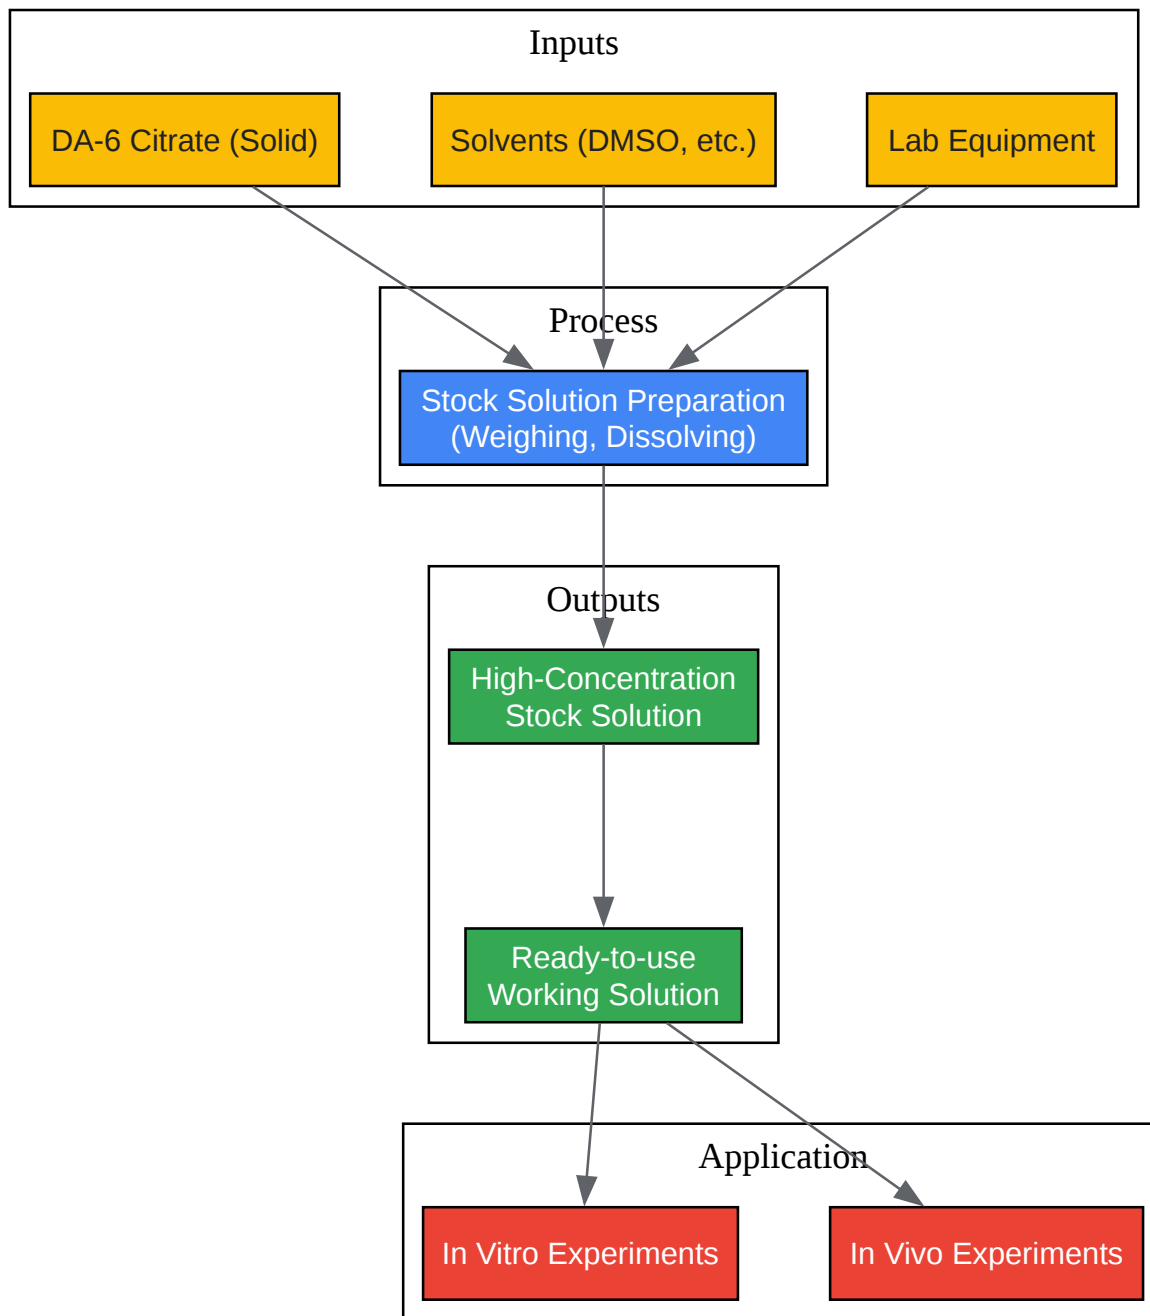 Inputs
DA-6 Citrate (Solid)
Solvents (DMSO, etc.)
Lab Equipment
Process
Stock Solution Preparation
(Weighing, Dissolving)
Outputs
High-Concentration
Stock Solution
Ready-to-use
Working Solution
Application
In Vitro Experiments
In Vivo Experiments